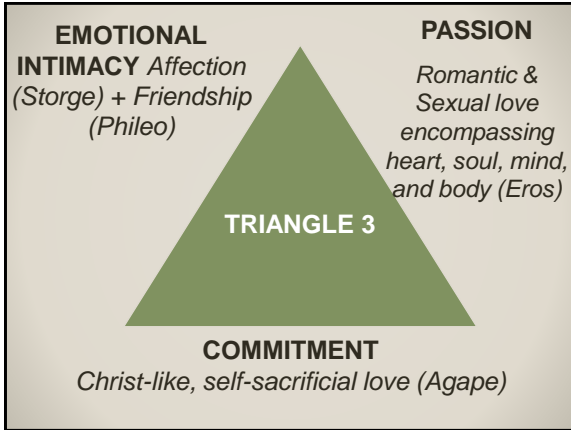 EMOTIONAL
INTIMACY Affection
(Storge) + Friendship
(Phileo)
PASSION
Romantic &
Sexual love
encompassing
heart, soul, mind,
and body (Eros)
TRIANGLE 3
COMMITMENT
Christ-like, self-sacrificial love (Agape)